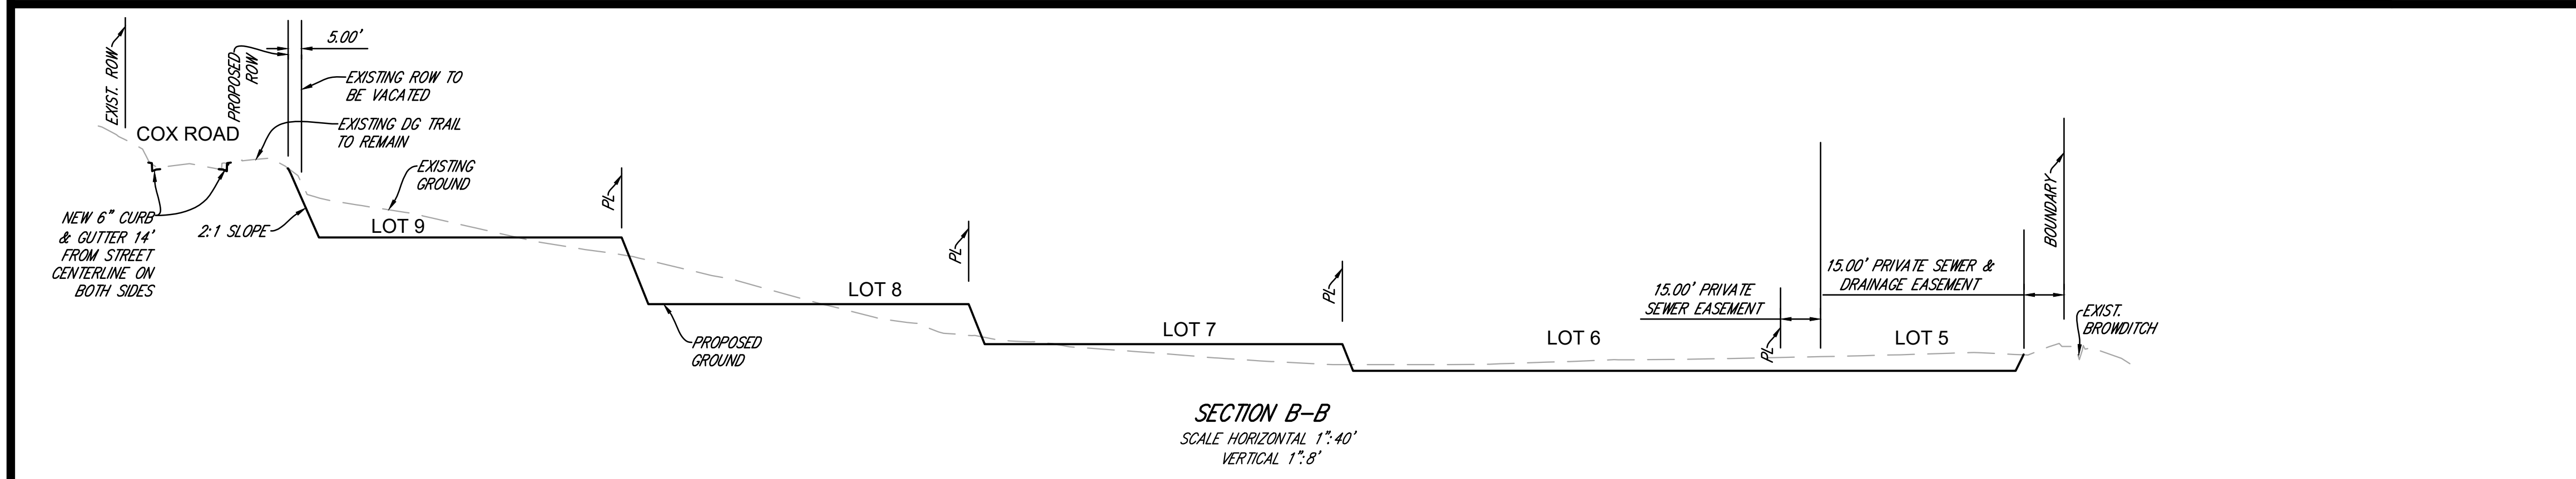 EXIST. ROW
PROPOSED
ROW
5.00'
EXISTING ROW TO
BE VACATED
COX ROAD
EXISTING DG TRAIL
TO REMAIN
EXISTING
GROUND
NEW 6" CURB
& GUTTER 14'
FROM STREET
CENTERLINE ON
BOTH SIDES
2:1 SLOPE
LOT 9
PL
LOT 8
PROPOSED
GROUND
PL
LOT 7
PL
LOT 6
15.00' PRIVATE
SEWER EASEMENT
PL
15.00' PRIVATE SEWER &
DRAINAGE EASEMENT
LOT 5
BOUNDARY
EXIST.
BROWDITCH
SECTION B-B
SCALE HORIZONTAL 1":40'
VERTICAL 1":8'